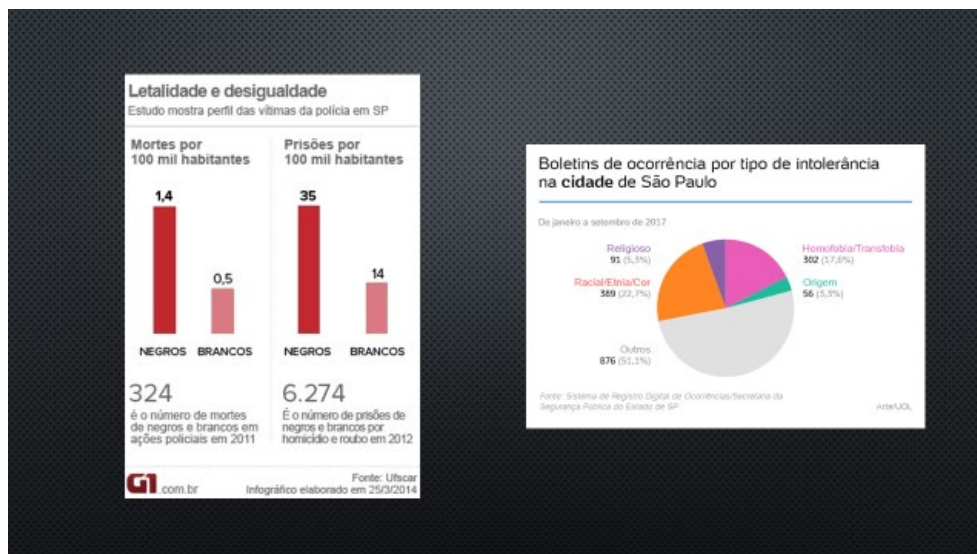 Letalidade e desigualdade
Estudo mostra perfil das vítimas da polícia em SP
Mortes por
100 mil habitantes
1,4
0,5
NEGROS BRANCOS
324
é o número de mortes
de negros e brancos em
ações policiais em 2011
Prisões por
100 mil habitantes
35
14
NEGROS BRANCOS
6.274
É o número de prisões de
negros e brancos por
homicídio e roubo em 2012
G1.com.br
Fonte: Ufscar
Infográfico elaborado em 25/3/2014
Boletins de ocorrência por tipo de intolerância
na cidade de São Paulo
De janeiro a setembro de 2017
Religioso
91 (5,3%)
Homofobia/Transfobia
302 (17,6%)
Racial/Etnia/Cor
389 (22,7%)
Origem
56 (3,3%)
Outros
876 (51,1%)
Fonte: Sistema de Registro Digital de Ocorrências/Secretaria da
Segurança Pública do Estado de SP
Arte/UOL